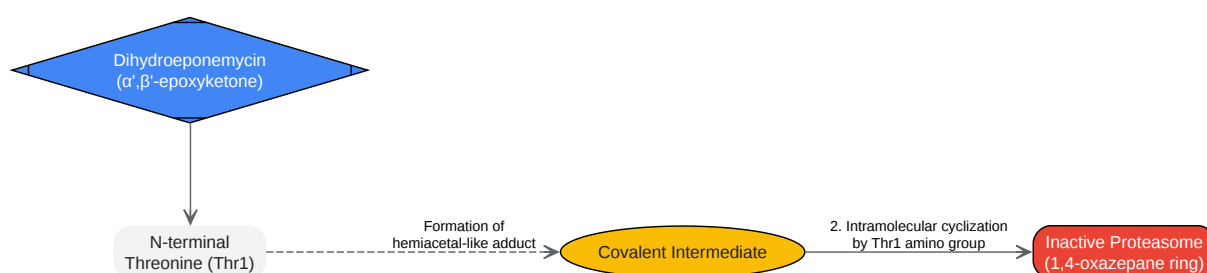 Dihydroeponemycin
(α',β'-epoxyketone)
N-terminal
Threonine (Thr1)
Formation of
hemiacetal-like adduct
Covalent Intermediate
2. Intramolecular cyclization
by Thr1 amino group
Inactive Proteasome
(1,4-oxazepane ring)